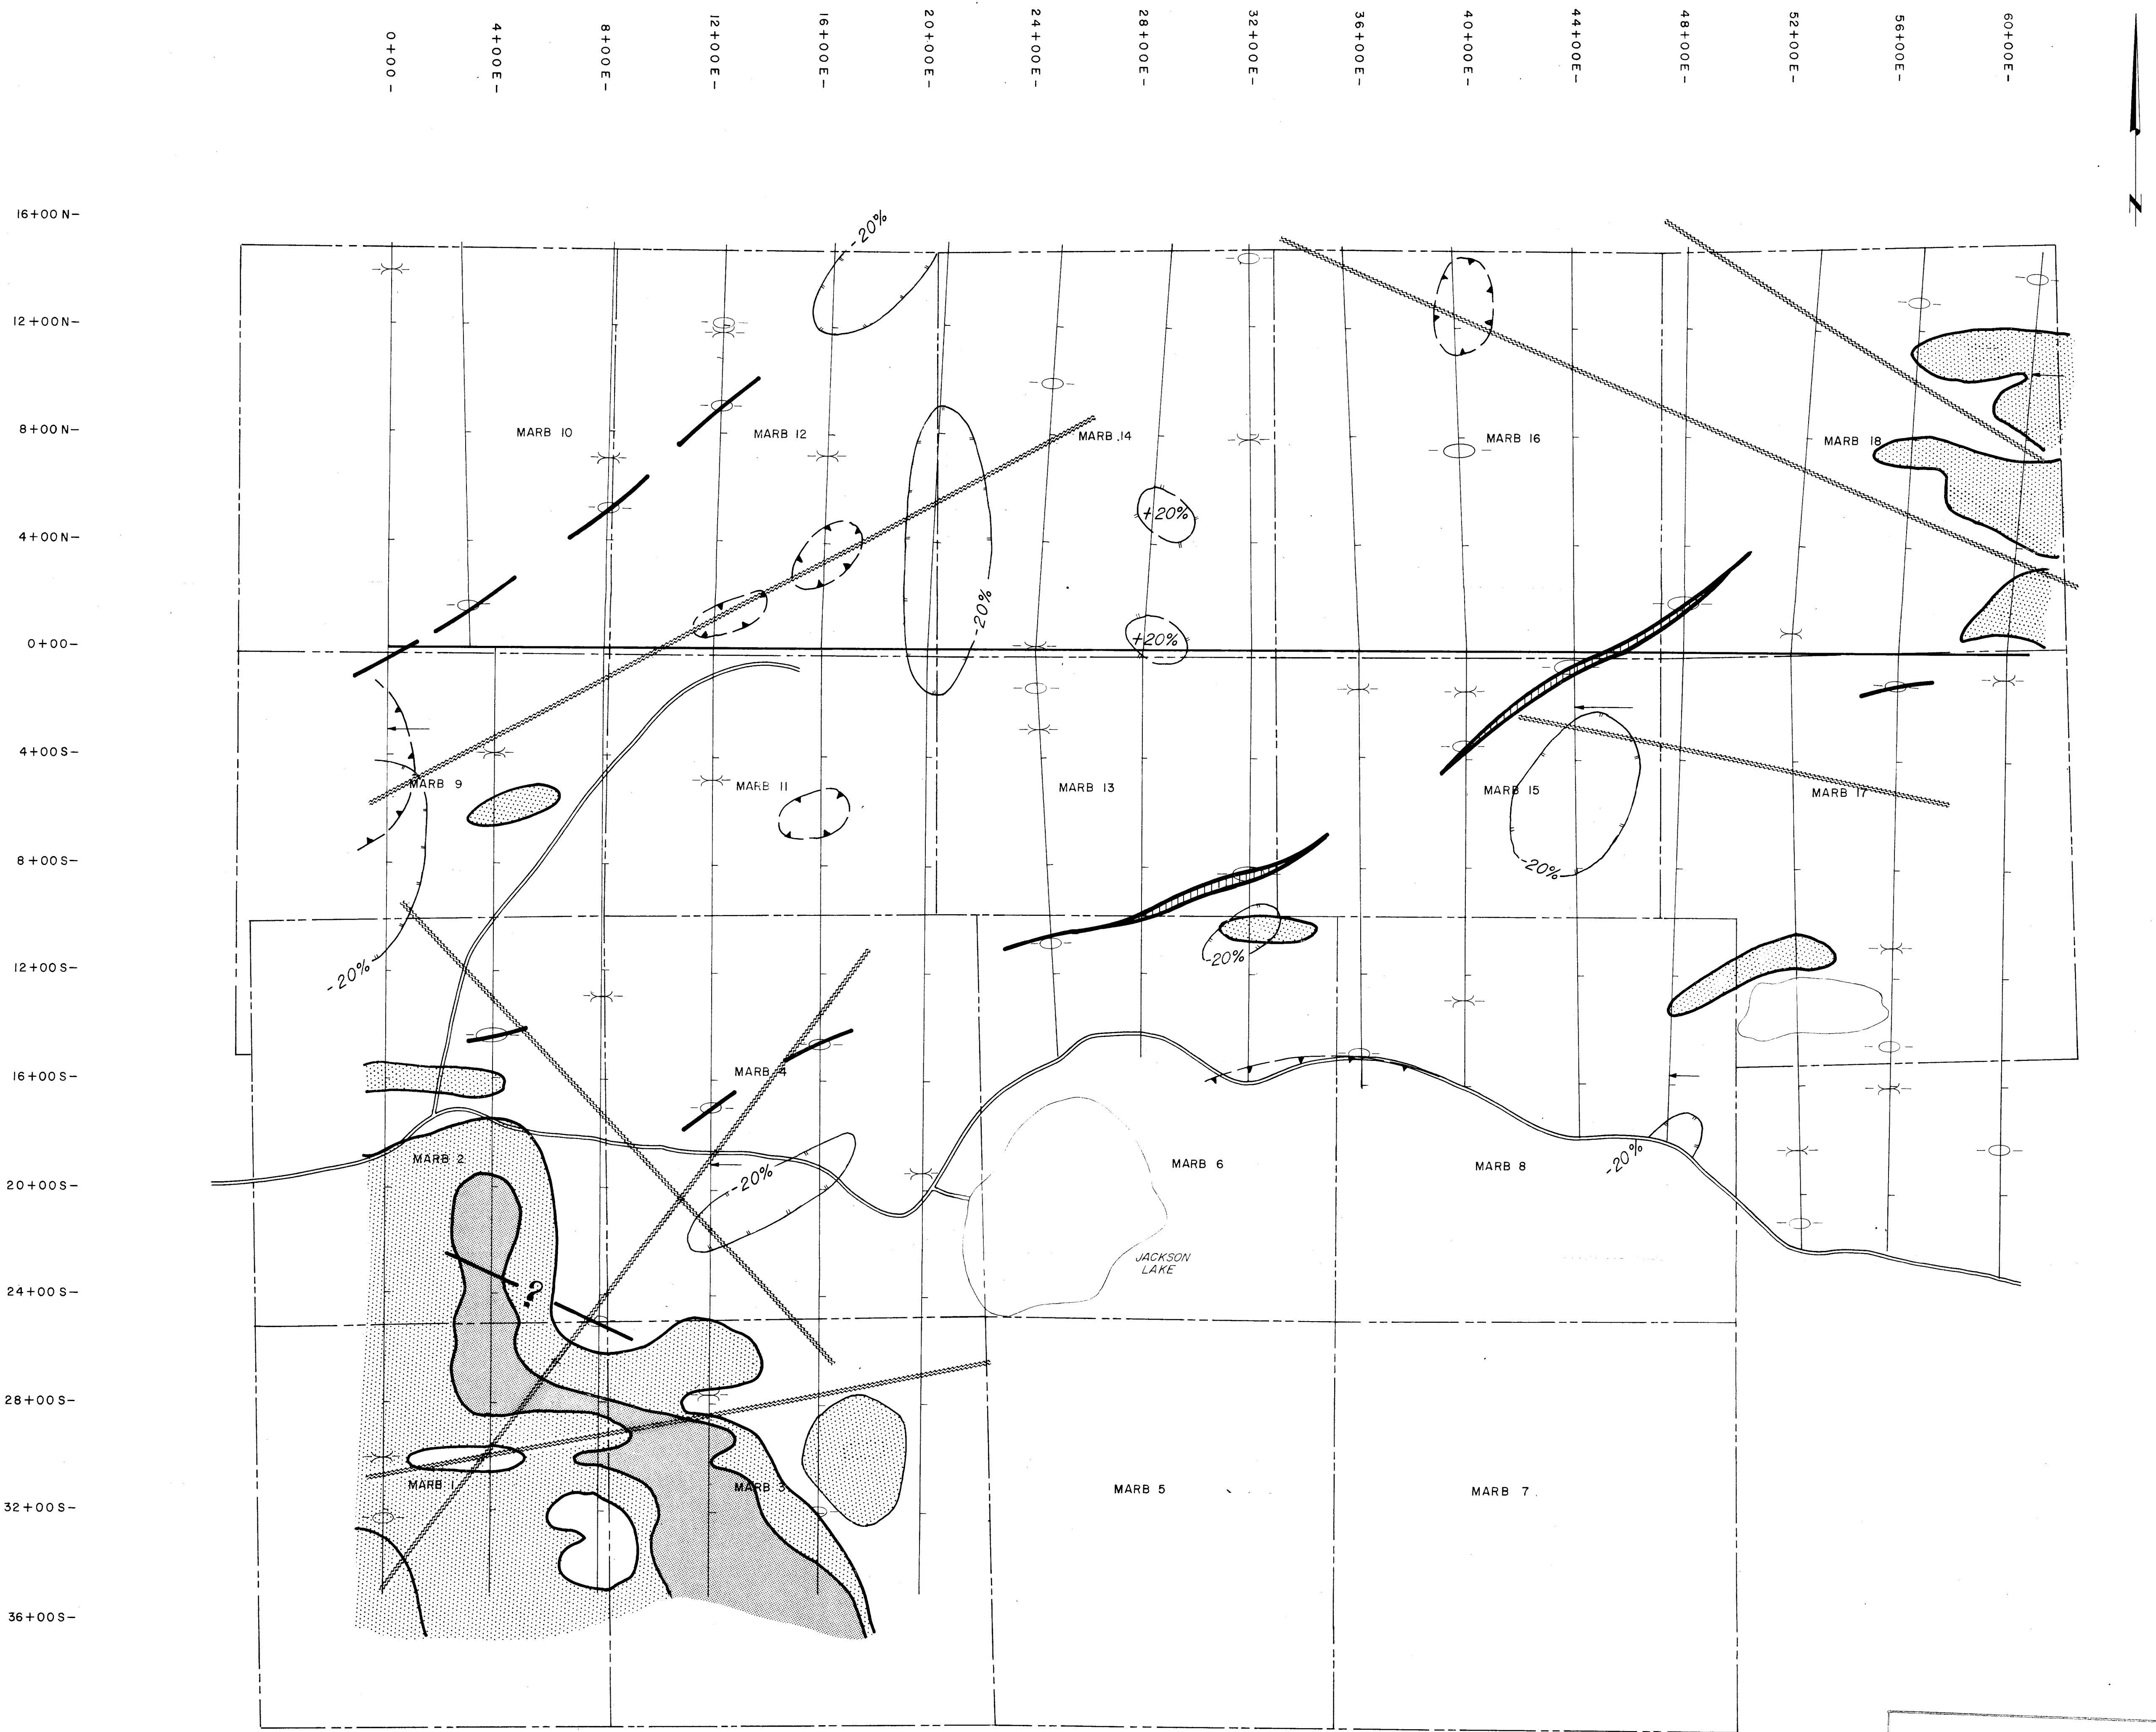 0+00-
4+00E-
8+00E-
12+00E-
16+00E-
20+00E-
24+00E-
28+00E-
32+00E-
36+00E-
40+00E-
44+00E-
48+00E-
52+00E-
56+00E-
60+00E-
N
16+00N-
-20%
12+00N-
8+00N-
MARB 10
MARB 12
MARB 14
MARB 16
MARB 18
4+00N-
+20%
-20%
0+00-
+20%
4+00S-
MARB 9
MARB 11
MARB 13
MARB 15
MARB 17
8+00S-
-20%
12+00S-
-20%
-20%
16+00S-
MARB 4
MARB 2
-20%
MARB 6
MARB 8
-20%
20+00S-
JACKSON
LAKE
24+00S-
?
28+00S-
MARB 1
MARB 3
MARB 5
MARB 7
32+00S-
36+00S-